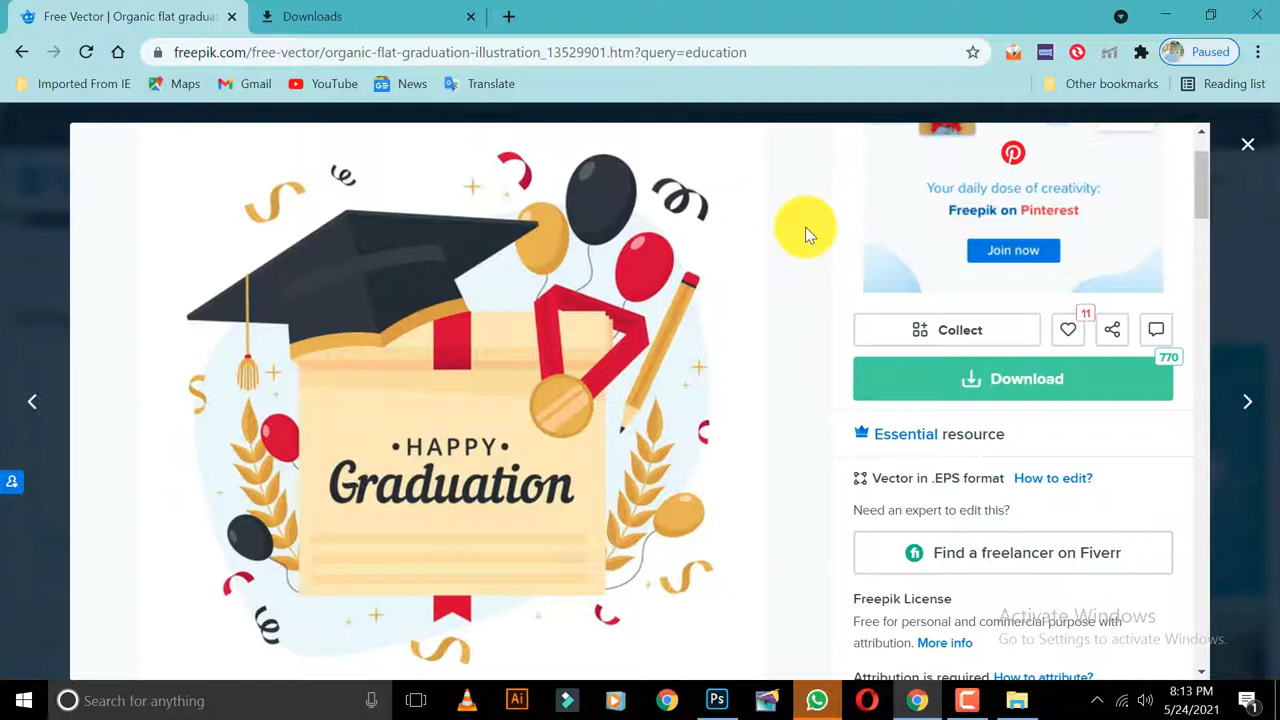 Free Vector | Organic flat gradua
Downloads
freepik.com/free-vector/organic-flat-graduation-illustration_13529901.htm?query=education
Paused
Imported From IE
Maps
Gmail
YouTube
News
Translate
Other bookmarks
Reading list
Your daily dose of creativity:
Freepik on Pinterest
Join now
Collect
11
770
Download
Essential resource
Vector in .EPS format How to edit?
Need an expert to edit this?
Find a freelancer on Fiverr
Freepik License
Free for personal and commercial purpose with
attribution. More info
Attribution is required How to attribute?
•HAPPY•
Graduation
Activate Windows
Go to Settings to activate Windows.
Search for anything
Ai
Ps
8:13 PM
5/24/2021
1